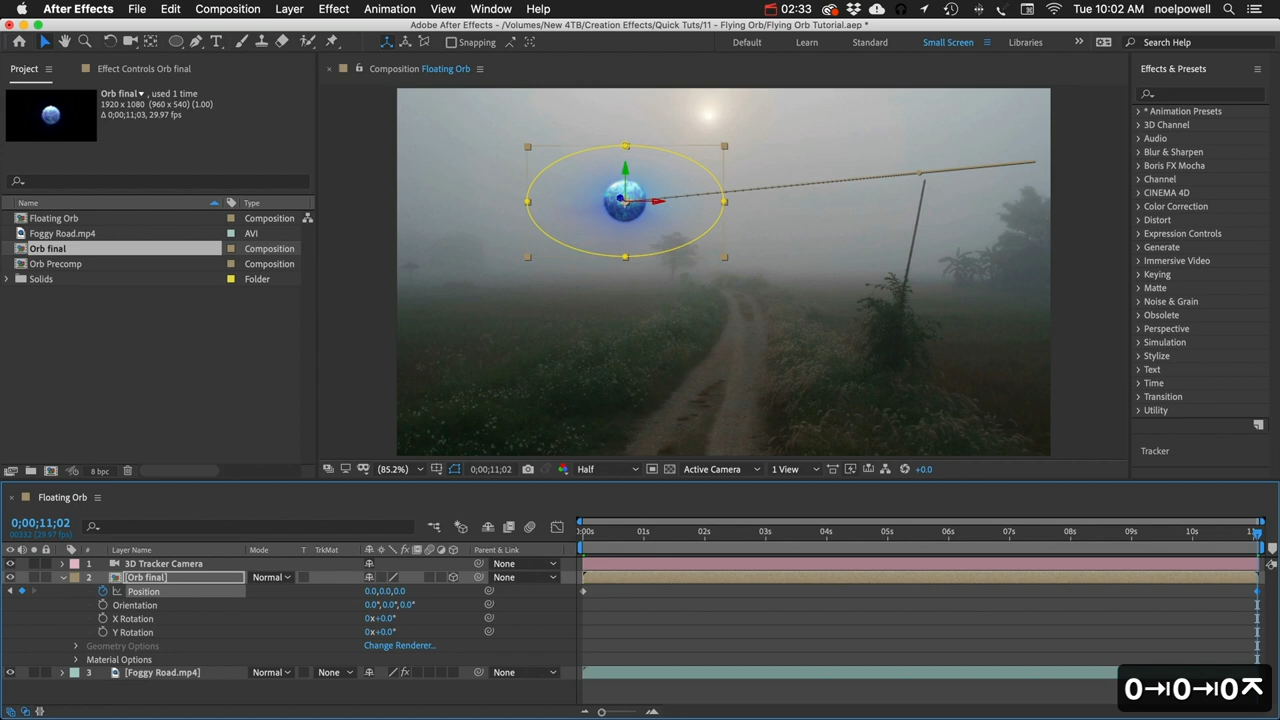 After Effects File Edit Composition Layer Effect Animation View Window Help 02:33 100% Tue 10:02 AM noelpowell
Adobe After Effects - /Volumes/New 4TB/Creation Effects/Quick Tuts/11 - Flying Orb/Flying Orb Tutorial.aep *
Snapping Default Learn Standard Small Screen Libraries Search Help
Project Effect Controls Orb final
Composition Floating Orb
Effects & Presets
Orb final , used 1 time
1920 x 1080 (960 x 540) (1.00)
Δ 0;00;11;03, 29.97 fps
Name Type
Floating Orb Composition
Foggy Road.mp4 AVI
Orb final Composition
Orb Precomp Composition
Solids Folder
* Animation Presets
3D Channel
Audio
Blur & Sharpen
Boris FX Mocha
Channel
CINEMA 4D
Color Correction
Distort
Expression Controls
Generate
Immersive Video
Keying
Matte
Noise & Grain
Obsolete
Perspective
Simulation
Stylize
Text
Time
Transition
Utility
Tracker
8 bpc
(85.2%) 0;00;11;02 Half Active Camera 1 View +0.0
Floating Orb
0;00;11;02
00332 (29.97 fps)
:00s 01s 02s 03s 04s 05s 06s 07s 08s 09s 10s
# Layer Name Mode T TrkMat Parent & Link
1 3D Tracker Camera None
2 [Orb final] Normal None
Position 0.0,0.0,0.0
Orientation 0.0°,0.0°,0.0°
X Rotation 0x+0.0°
Y Rotation 0x+0.0°
Geometry Options Change Renderer...
Material Options
3 [Foggy Road.mp4] Normal None None
0⇥0⇥0⌅